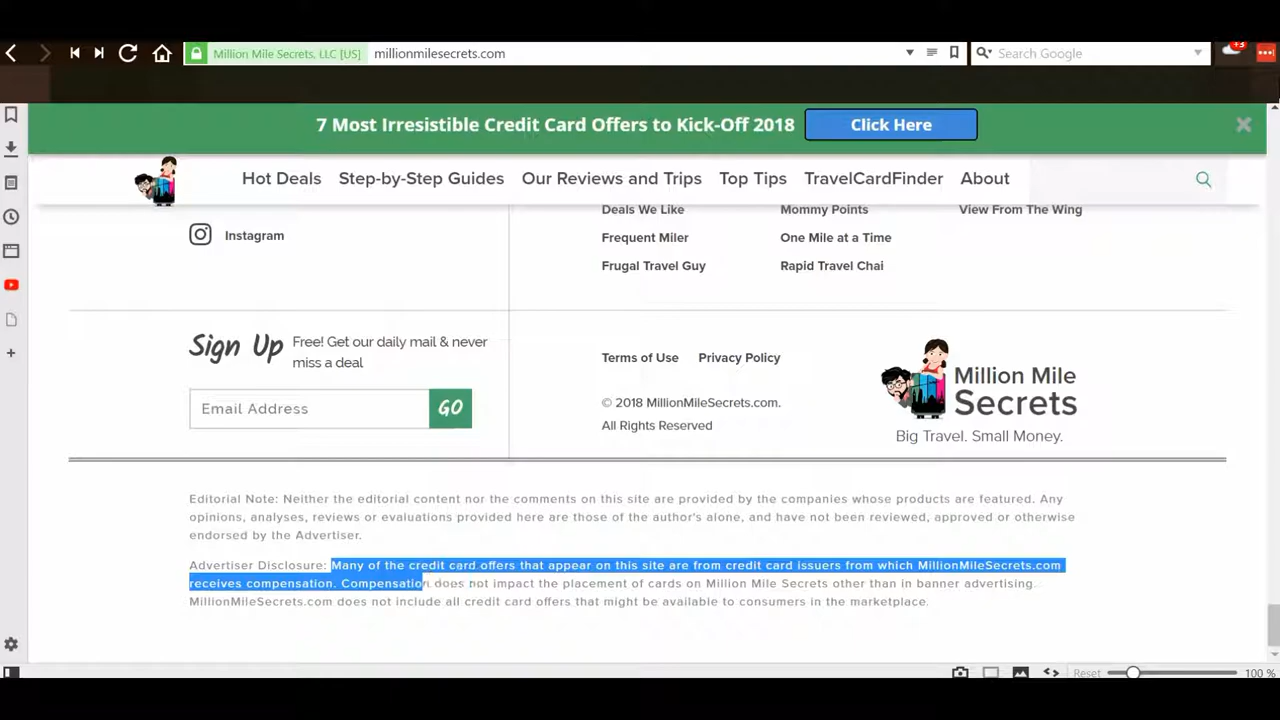 Million Mile Secrets, LLC [US] millionmilesecrets.com
Search Google
13
7 Most Irresistible Credit Card Offers to Kick-Off 2018 Click Here
Hot Deals Step-by-Step Guides Our Reviews and Trips Top Tips TravelCardFinder About
Deals We Like Mommy Points View From The Wing
Instagram
Frequent Miler One Mile at a Time
Frugal Travel Guy Rapid Travel Chai
Sign Up Free! Get our daily mail & never
miss a deal
Email Address GO
Terms of Use Privacy Policy
© 2018 MillionMileSecrets.com.
All Rights Reserved
Million Mile
Secrets
Big Travel. Small Money.
Editorial Note: Neither the editorial content nor the comments on this site are provided by the companies whose products are featured. Any
opinions, analyses, reviews or evaluations provided here are those of the author's alone, and have not been reviewed, approved or otherwise
endorsed by the Advertiser.
Advertiser Disclosure: Many of the credit card offers that appear on this site are from credit card issuers from which MillionMileSecrets.com
receives compensation. Compensation does not impact the placement of cards on Million Mile Secrets other than in banner advertising.
MillionMileSecrets.com does not include all credit card offers that might be available to consumers in the marketplace.
Reset 100 %